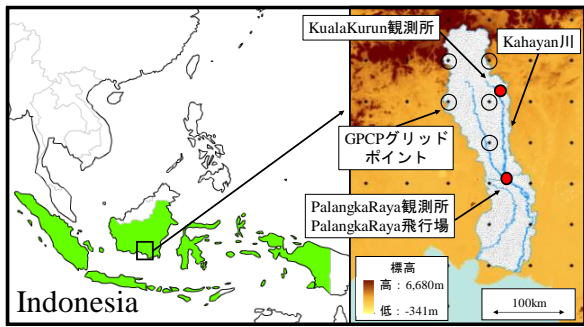 KualaKurun観測所
Kahayan川
GPCPグリッド
ポイント
PalangkaRaya観測所
PalangkaRaya飛行場
Indonesia
標高
高：6,680m
低：-341m
100km